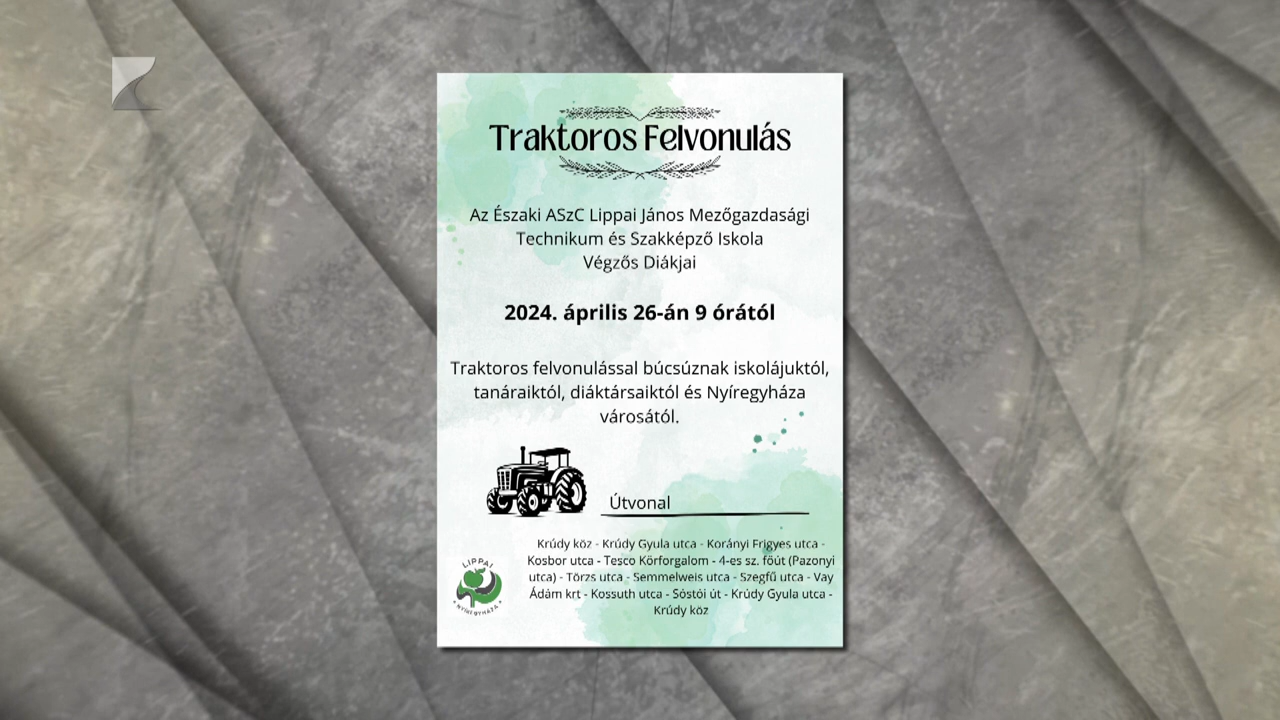 Traktoros Felvonulás
Az Északi ASzC Lippai János Mezőgazdasági
Technikum és Szakképző Iskola
Végzős Diákjai
2024. április 26-án 9 órától
Traktoros felvonulással búcsúznak iskolájuktól,
tanáraiktól, diáktársaiktól és Nyíregyháza
városától.
Útvonal
Krúdy köz - Krúdy Gyula utca - Korányi Frigyes utca -
Kosbor utca - Tesco Körforgalom - 4-es sz. főút (Pazonyi
utca) - Törzs utca - Semmelweis utca - Szegfű utca - Vay
Ádám krt - Kossuth utca - Sóstói út - Krúdy Gyula utca -
Krúdy köz
LIPPAI
NYÍREGYHÁZA